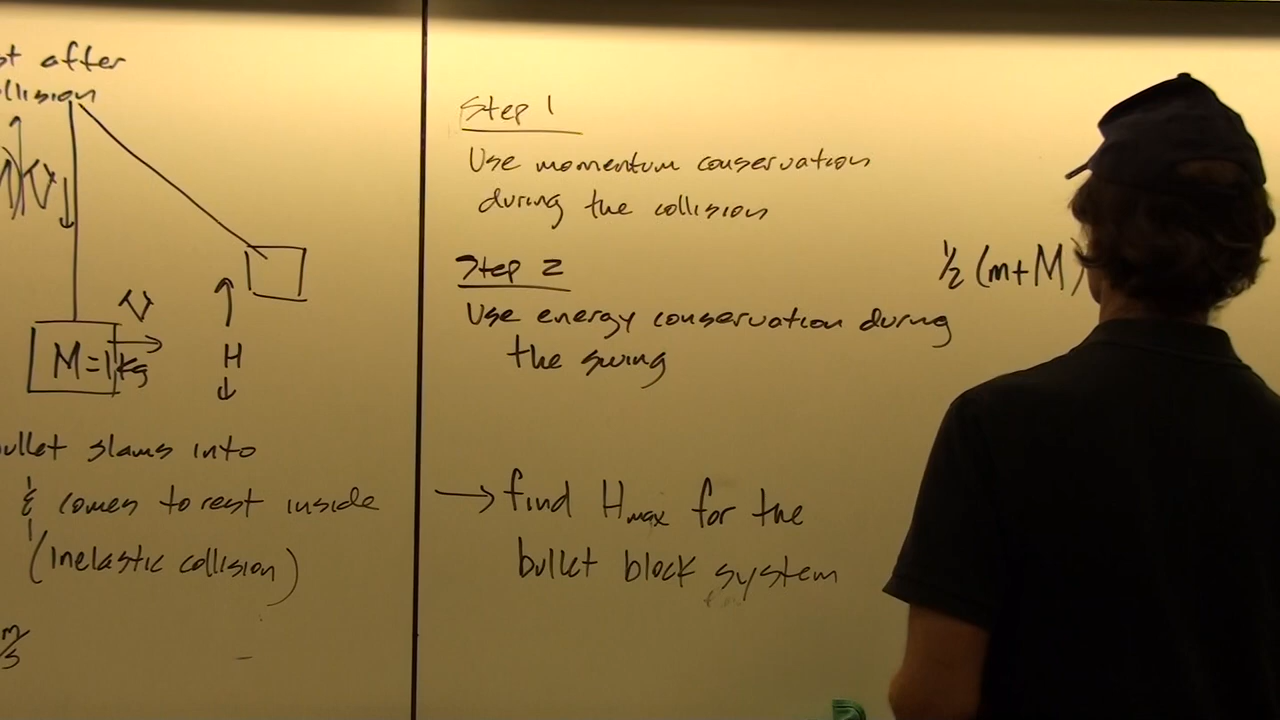 st after
llision
V
V
M=1kg
H
ullet slams into
& comes to rest inside
(Inelastic collision)
m/s
Step 1
Use momentum conservation
during the collision
Step 2
Use energy conservation during
the swing
→ find Hmax for the
bullet block system
½ (m+M)